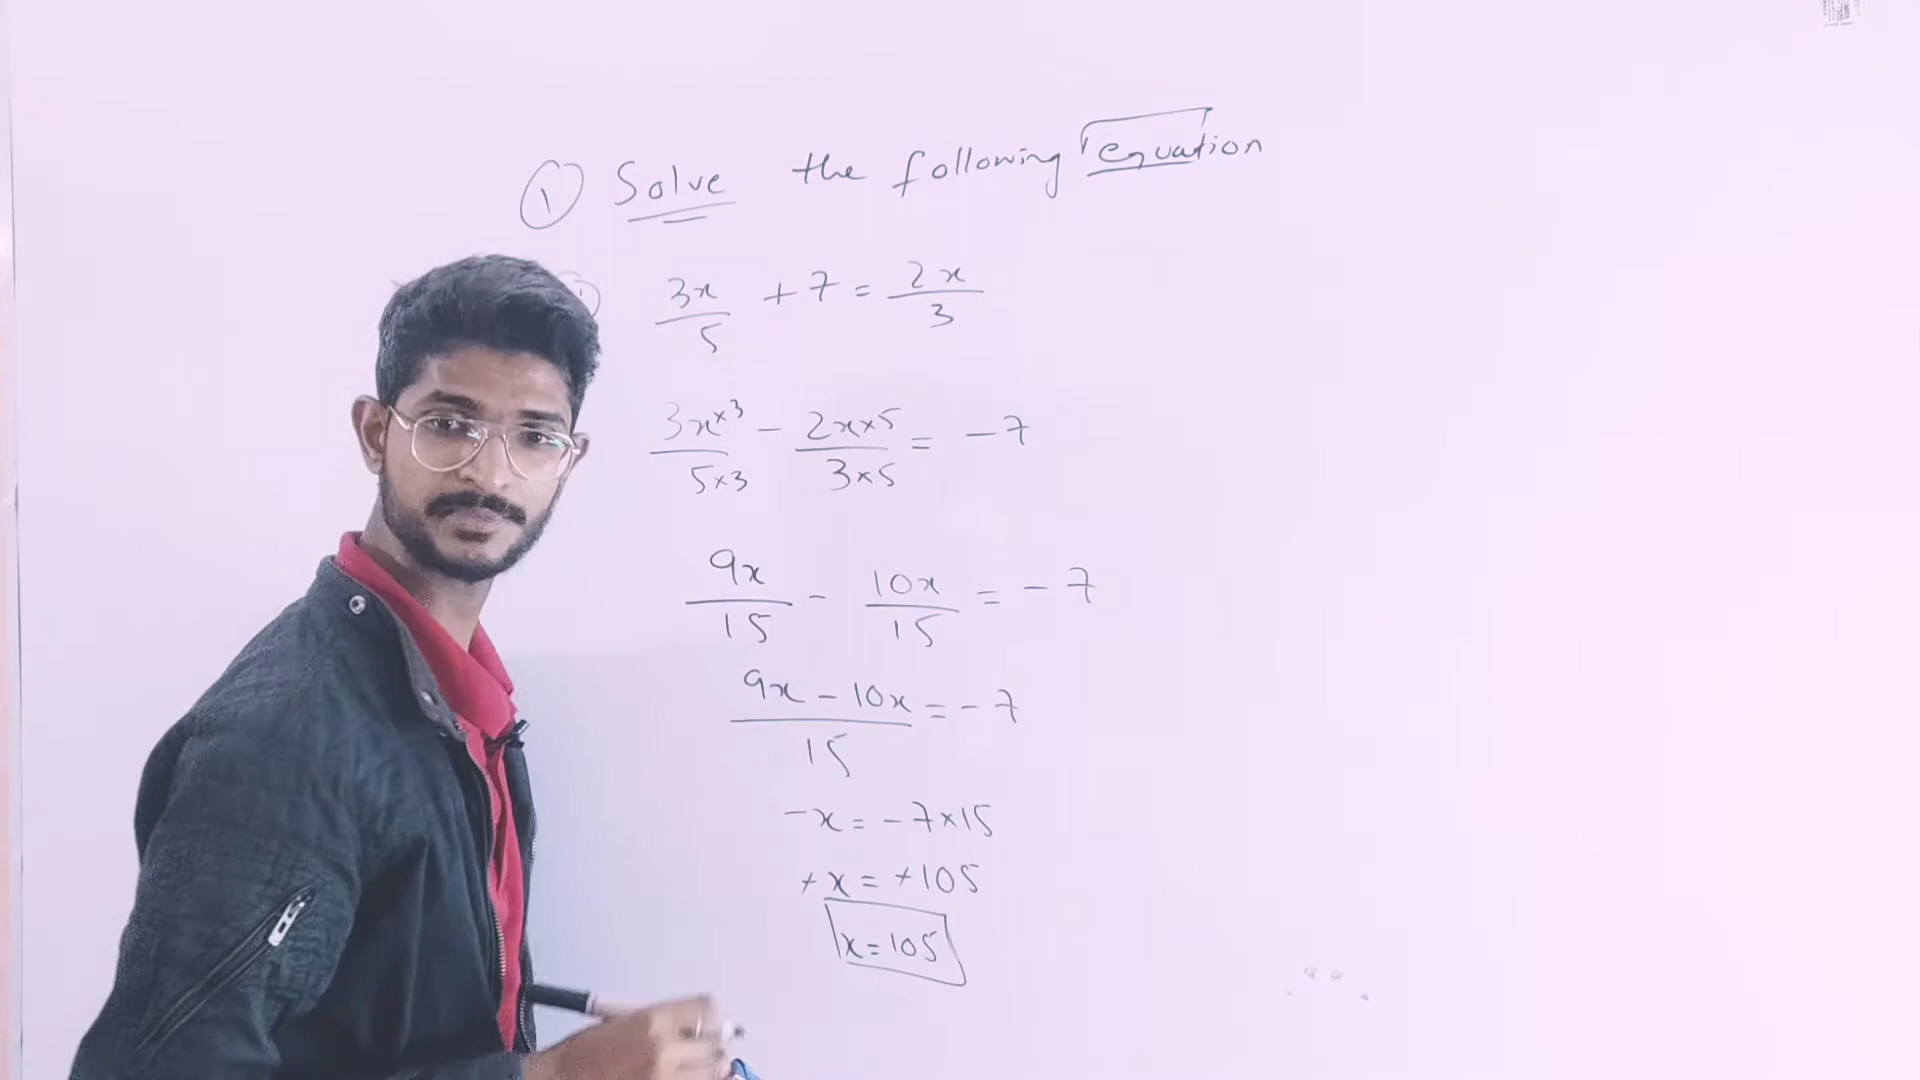 ① Solve the following equation
3x/5 + 7 = 2x/3
3x×3/5×3 - 2x×5/3×5 = -7
9x/15 - 10x/15 = -7
9x - 10x/15 = -7
-x = -7×15
+x = +105
x = 105